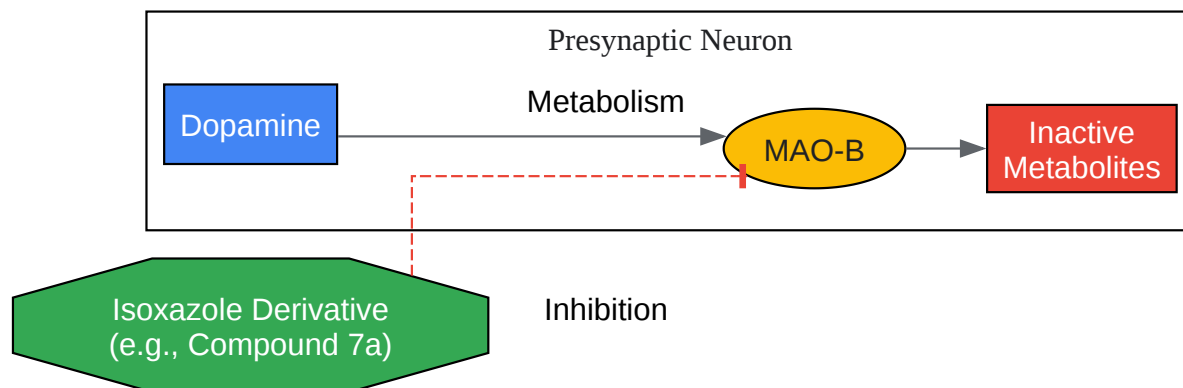 Presynaptic Neuron
Metabolism
Dopamine
MAO-B
Inactive
Metabolites
Isoxazole Derivative
(e.g., Compound 7a)
Inhibition